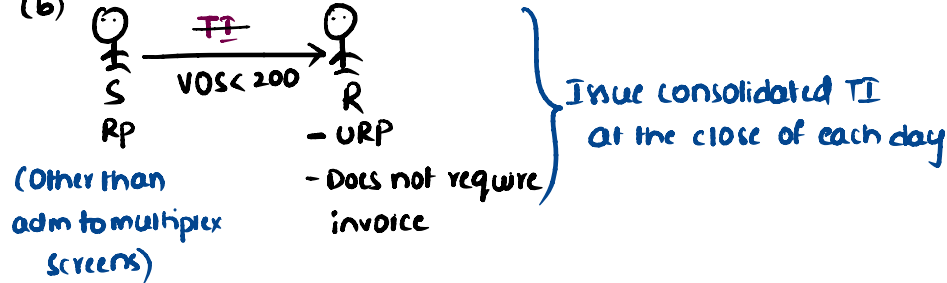 (b)
TI
VOS< 200
S
R
RP
- URP
(Other than
adm to multiplex
screens)
- Does not require
invoice
Issue consolidated TI
at the close of each day